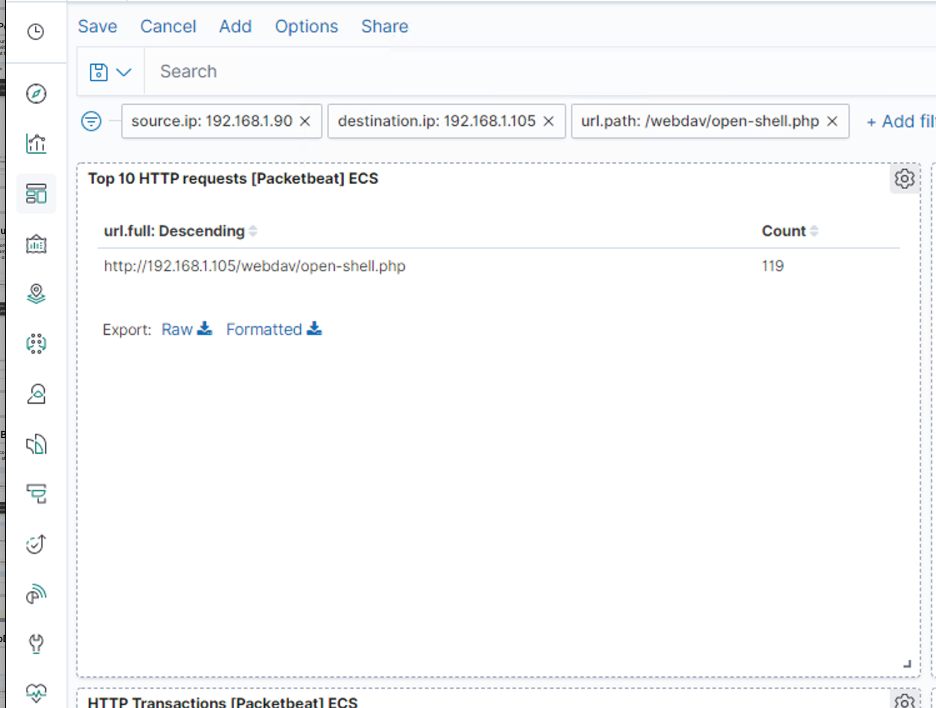 Save Cancel Add Options Share
Search
source.ip: 192.168.1.90 × destination.ip: 192.168.1.105 × url.path: /webdav/open-shell.php × + Add fil
Top 10 HTTP requests [Packetbeat] ECS
url.full: Descending Count
http://192.168.1.105/webdav/open-shell.php 119
Export: Raw Formatted
HTTP Transactions [Packetbeat] ECS